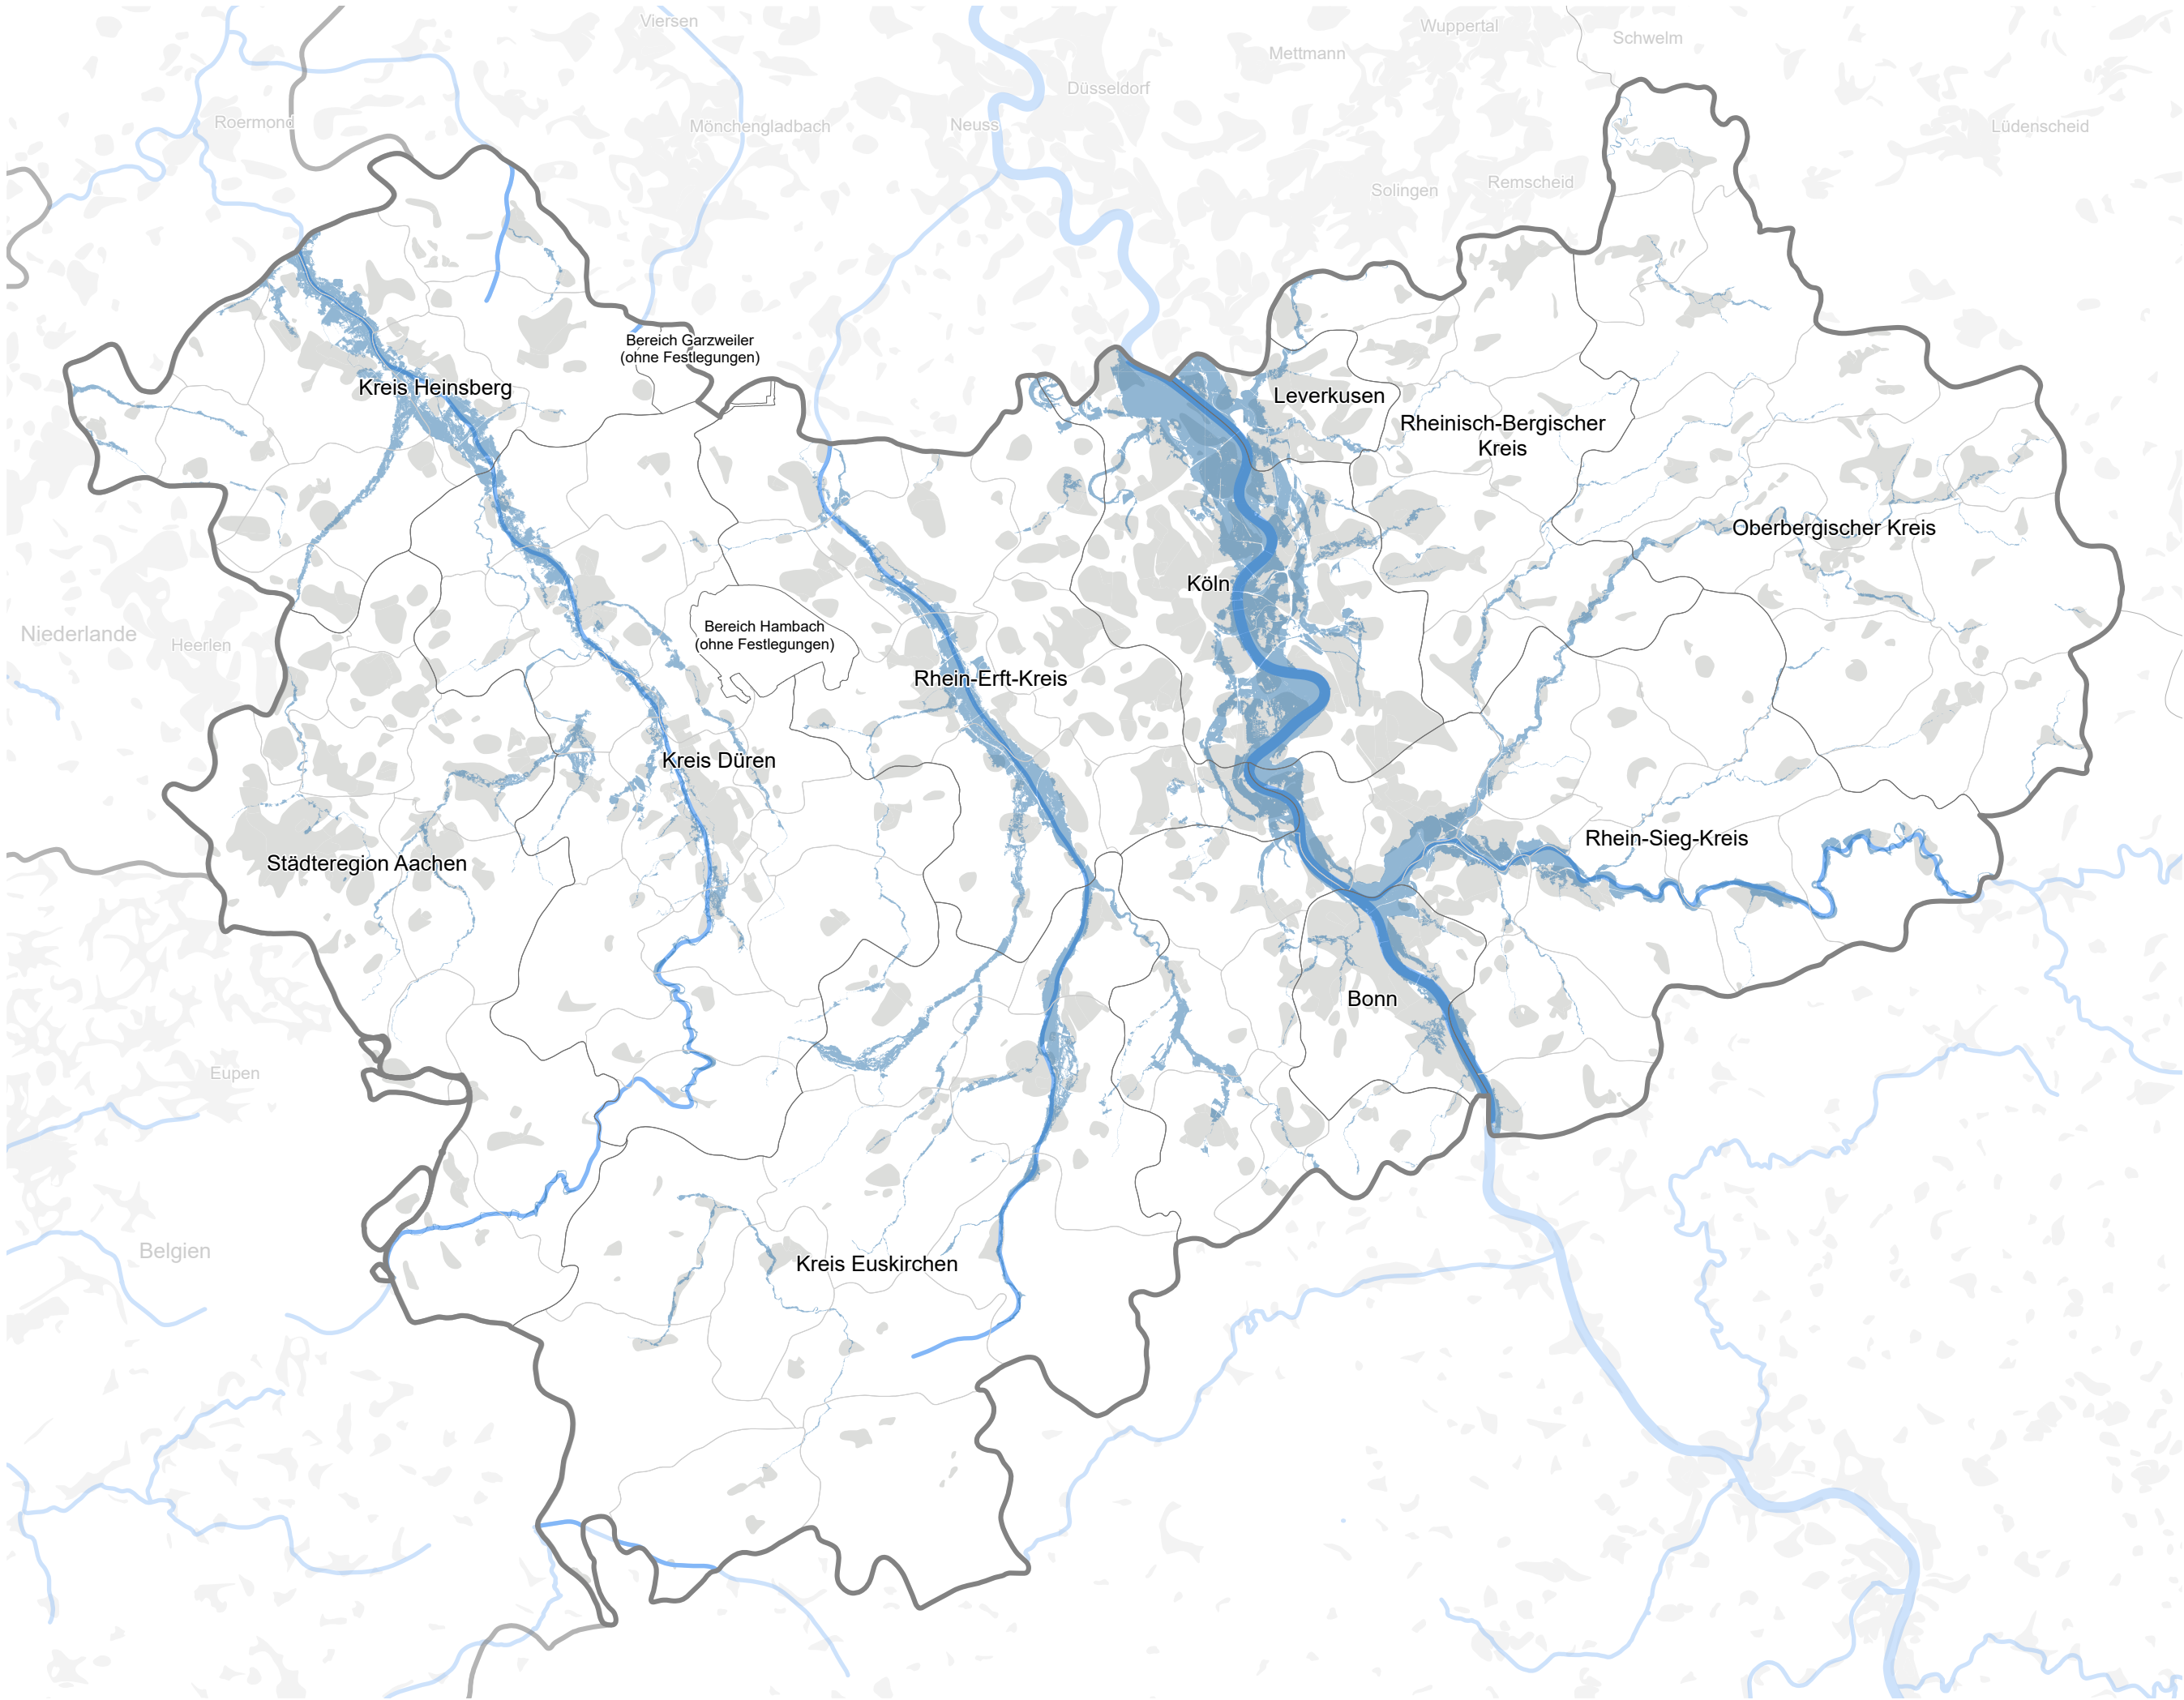 Viersen
Wuppertal
Schwelm
Mettmann
Düsseldorf
Roermond
Mönchengladbach
Neuss
Lüdenscheid
Solingen
Remscheid
Bereich Garzweiler
(ohne Festlegungen)
Kreis Heinsberg
Leverkusen
Rheinisch-Bergischer
Kreis
Oberbergischer Kreis
Köln
Niederlande
Heerlen
Bereich Hambach
(ohne Festlegungen)
Rhein-Erft-Kreis
Kreis Düren
Rhein-Sieg-Kreis
Städteregion Aachen
Bonn
Eupen
Belgien
Kreis Euskirchen